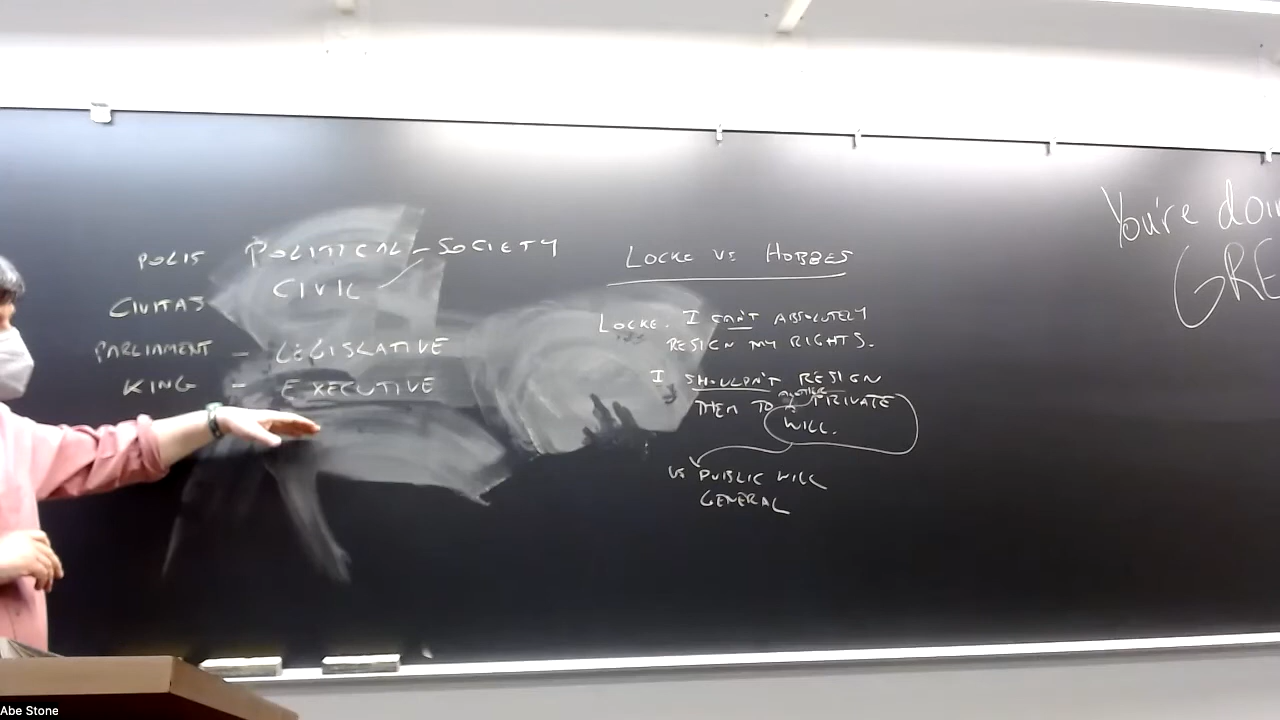 POLIS POLITICAL - SOCIETY
CIVITAS CIVIL
PARLIAMENT - LEGISLATIVE
KING - EXECUTIVE
LOCKE VS HOBBES
LOCKE. I CAN'T ABSOLUTELY
RESIGN MY RIGHTS.
I SHOULDN'T RESIGN
ANOTHER
THEM TO A PRIVATE
WILL.
VS PUBLIC WILL
GENERAL
You're doin
GRE
Abe Stone